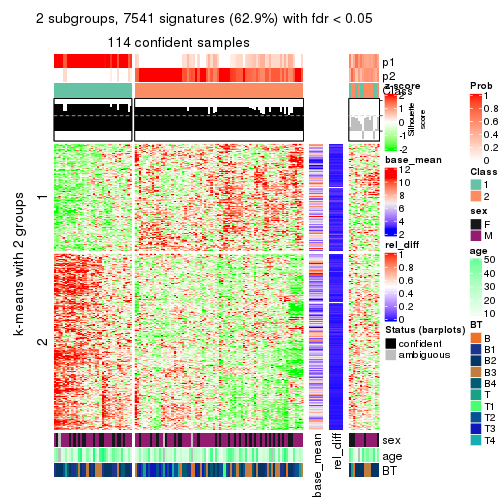 2 subgroups, 7541 signatures (62.9%) with fdr < 0.05
114 confident samples
p1
p2
Class
Silhouette score
1
2
k-means with 2 groups
sex
age
BT
base_mean
rel_diff
z-score
2
1
0
-1
-2
base_mean
12
10
8
6
4
2
rel_diff
1
0.8
0.6
0.4
0.2
0
Status (barplots)
confident
ambiguous
Prob
1
0.8
0.6
0.4
0.2
0
Class
1
2
sex
F
M
age
50
40
30
20
10
BT
B
B1
B2
B3
B4
T
T1
T2
T3
T4